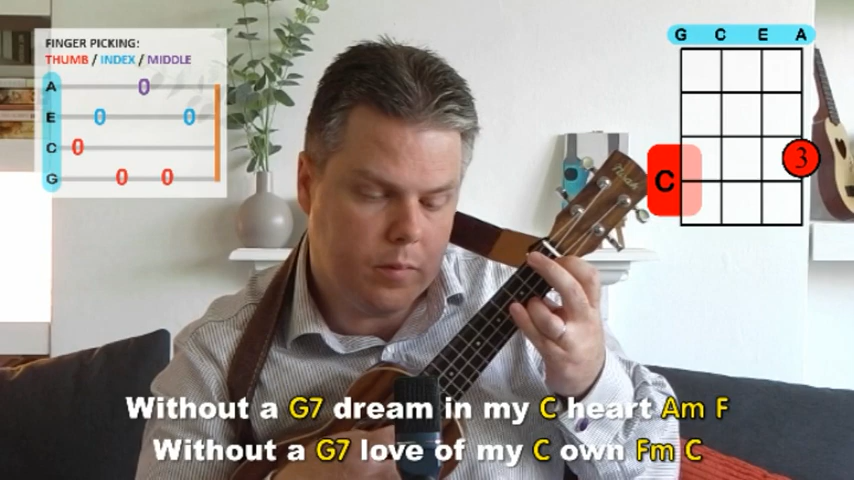 FINGER PICKING:
THUMB / INDEX / MIDDLE
A 0
E 0 0
C 0
G 0 0
G C E A
3
C
Flight
Without a G7 dream in my C heart Am F
Without a G7 love of my C own Fm C